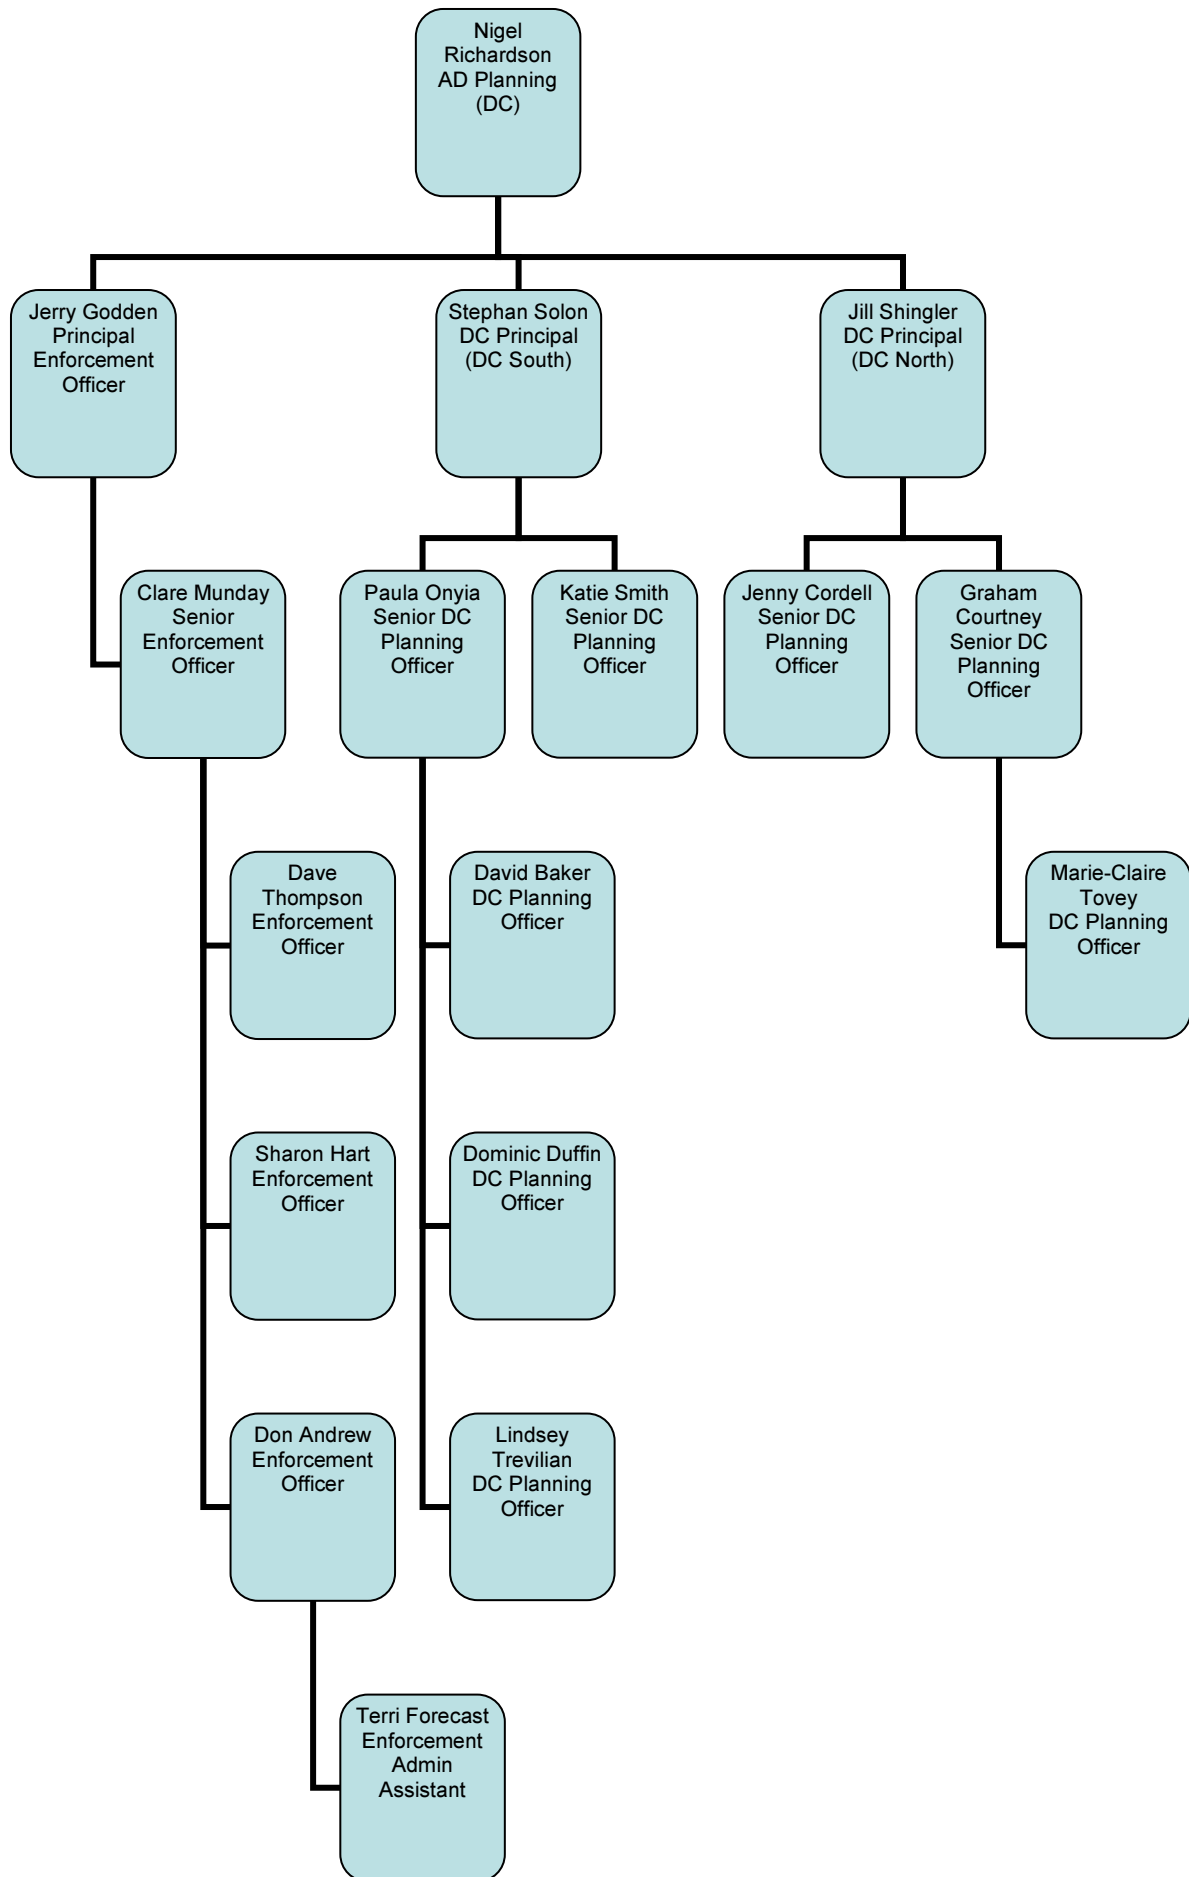 Nigel
Richardson
AD Planning
(DC)
Jerry Godden
Principal
Enforcement
Officer
Stephan Solon
DC Principal
(DC South)
Jill Shingler
DC Principal
(DC North)
Clare Munday
Senior
Enforcement
Officer
Paula Onyia
Senior DC
Planning
Officer
Katie Smith
Senior DC
Planning
Officer
Jenny Cordell
Senior DC
Planning
Officer
Graham
Courtney
Senior DC
Planning
Officer
Dave
Thompson
Enforcement
Officer
David Baker
DC Planning
Officer
Marie-Claire
Tovey
DC Planning
Officer
Sharon Hart
Enforcement
Officer
Dominic Duffin
DC Planning
Officer
Don Andrew
Enforcement
Officer
Lindsey
Trevilian
DC Planning
Officer
Terri Forecast
Enforcement
Admin
Assistant